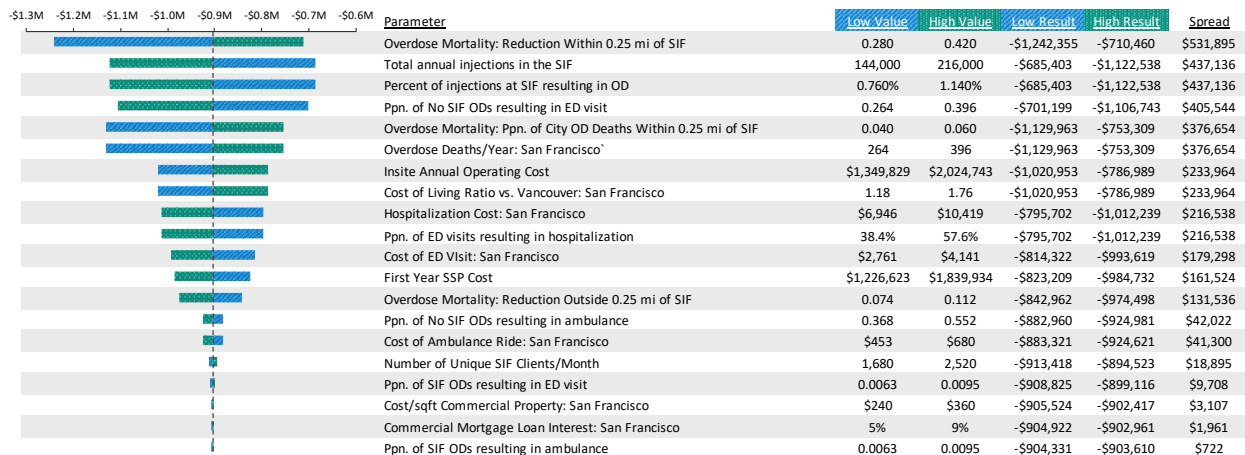 -$1.3M -$1.2M -$1.1M -$1.0M -$0.9M -$0.8M -$0.7M -$0.6M
Parameter Low Value High Value Low Result High Result Spread
Overdose Mortality: Reduction Within 0.25 mi of SIF 0.280 0.420 -$1,242,355 -$710,460 $531,895
Total annual injections in the SIF 144,000 216,000 -$685,403 -$1,122,538 $437,136
Percent of injections at SIF resulting in OD 0.760% 1.140% -$685,403 -$1,122,538 $437,136
Ppn. of No SIF ODs resulting in ED visit 0.264 0.396 -$701,199 -$1,106,743 $405,544
Overdose Mortality: Ppn. of City OD Deaths Within 0.25 mi of SIF 0.040 0.060 -$1,129,963 -$753,309 $376,654
Overdose Deaths/Year: San Francisco` 264 396 -$1,129,963 -$753,309 $376,654
Insite Annual Operating Cost $1,349,829 $2,024,743 -$1,020,953 -$786,989 $233,964
Cost of Living Ratio vs. Vancouver: San Francisco 1.18 1.76 -$1,020,953 -$786,989 $233,964
Hospitalization Cost: San Francisco $6,946 $10,419 -$795,702 -$1,012,239 $216,538
Ppn. of ED visits resulting in hospitalization 38.4% 57.6% -$795,702 -$1,012,239 $216,538
Cost of ED VIsit: San Francisco $2,761 $4,141 -$814,322 -$993,619 $179,298
First Year SSP Cost $1,226,623 $1,839,934 -$823,209 -$984,732 $161,524
Overdose Mortality: Reduction Outside 0.25 mi of SIF 0.074 0.112 -$842,962 -$974,498 $131,536
Ppn. of No SIF ODs resulting in ambulance 0.368 0.552 -$882,960 -$924,981 $42,022
Cost of Ambulance Ride: San Francisco $453 $680 -$883,321 -$924,621 $41,300
Number of Unique SIF Clients/Month 1,680 2,520 -$913,418 -$894,523 $18,895
Ppn. of SIF ODs resulting in ED visit 0.0063 0.0095 -$908,825 -$899,116 $9,708
Cost/sqft Commercial Property: San Francisco $240 $360 -$905,524 -$902,417 $3,107
Commercial Mortgage Loan Interest: San Francisco 5% 9% -$904,922 -$902,961 $1,961
Ppn. of SIF ODs resulting in ambulance 0.0063 0.0095 -$904,331 -$903,610 $722